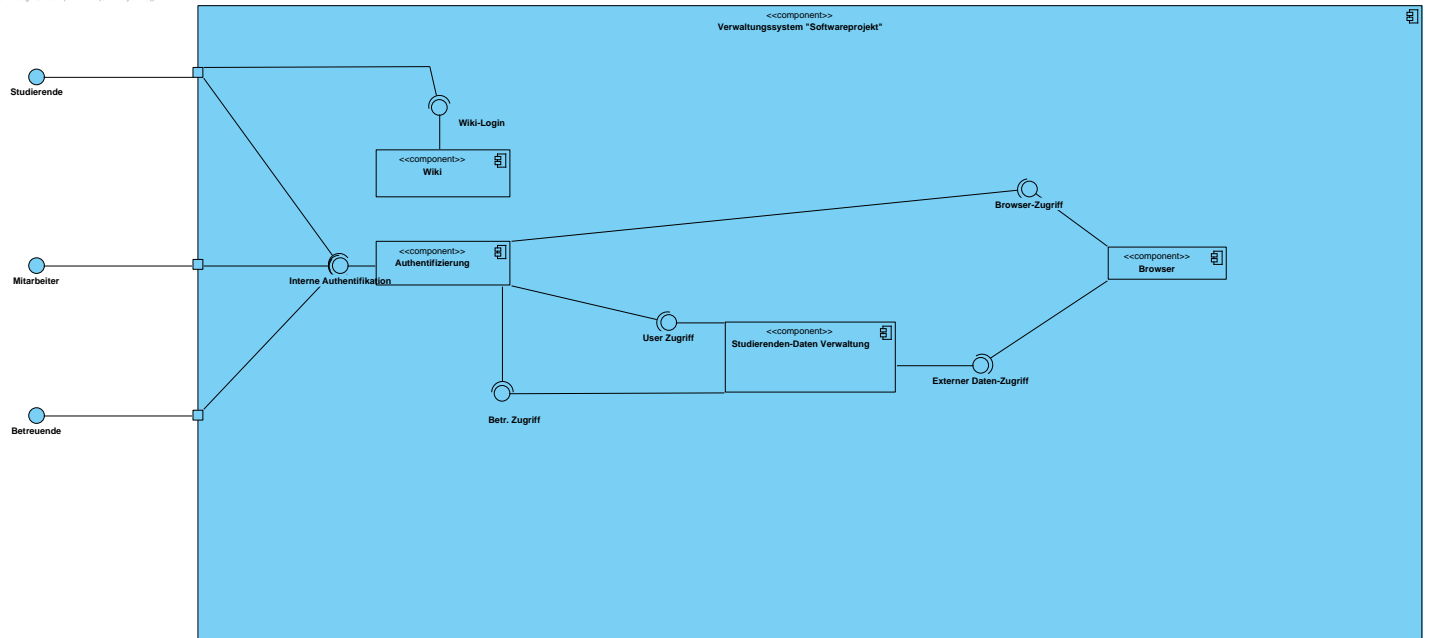 <<component>>
Verwaltungssystem "Softwareprojekt"
Studierende
Wiki-Login
<<component>>
Wiki
Browser-Zugriff
<<component>>
Authentifizierung
<<component>>
Browser
Mitarbeiter
Interne Authentifikation
<<component>>
Studierenden-Daten Verwaltung
User Zugriff
Externer Daten-Zugriff
Betr. Zugriff
Betreuende